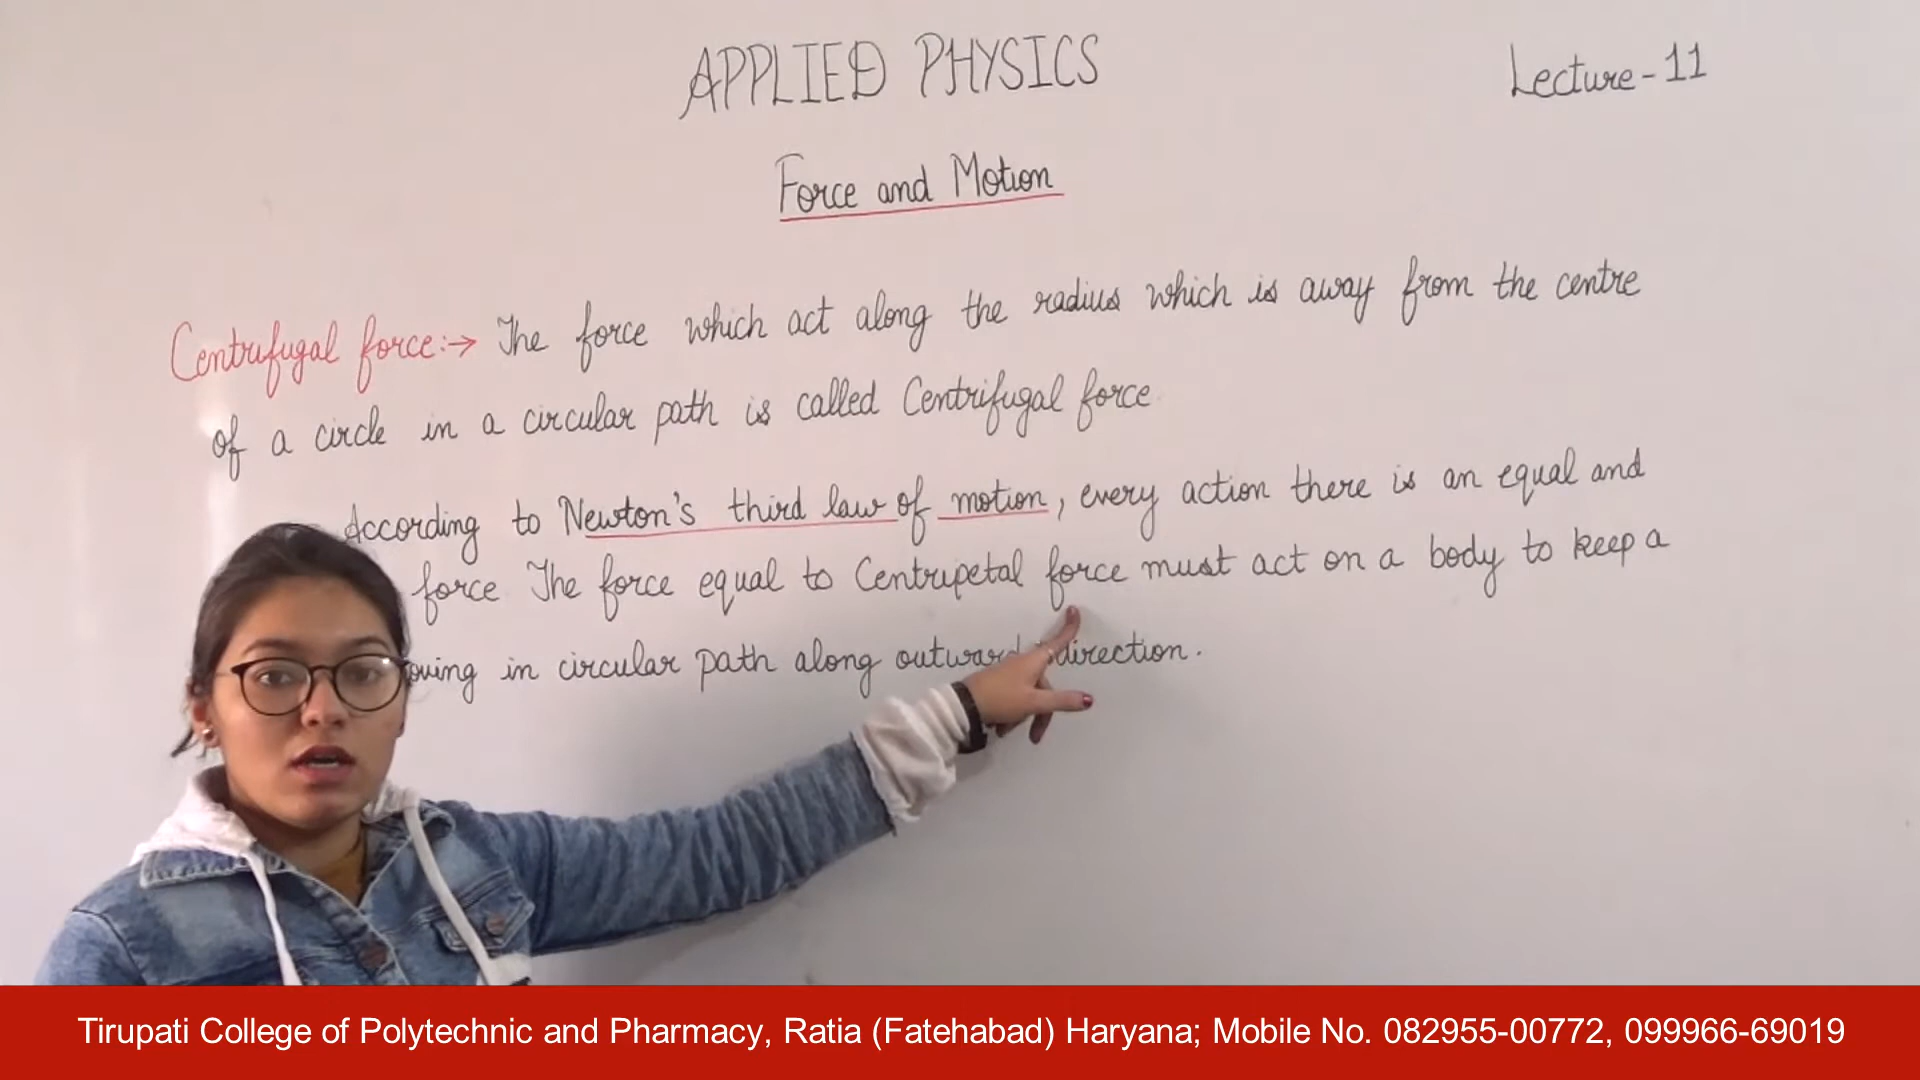 APPLIED PHYSICS
Lecture-11
Force and Motion
Centrifugal force:→ The force which act along the radius which is away from the centre
of a circle in a circular path is called Centrifugal force.
According to Newton's third law of motion, every action there is an equal and
force. The force equal to Centripetal force must act on a body to keep a
in circular path along outward direction.
Tirupati College of Polytechnic and Pharmacy, Ratia (Fatehabad) Haryana; Mobile No. 082955-00772, 099966-69019